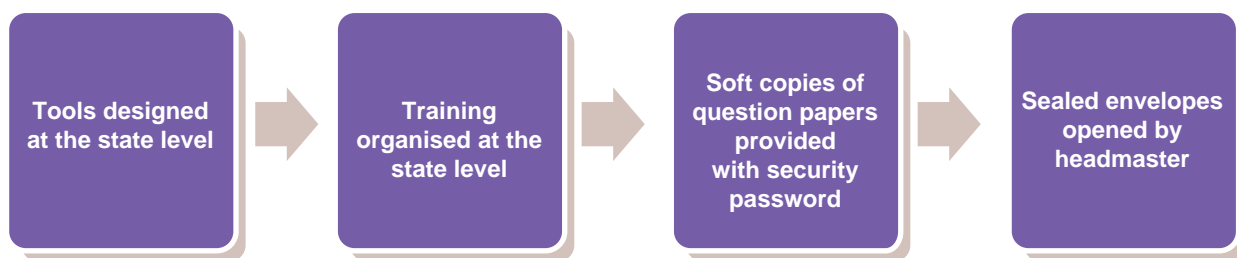 Tools designed
at the state level
Training
organised at the
state level
Soft copies of
question papers
provided
with security
password
Sealed envelopes
opened by
headmaster